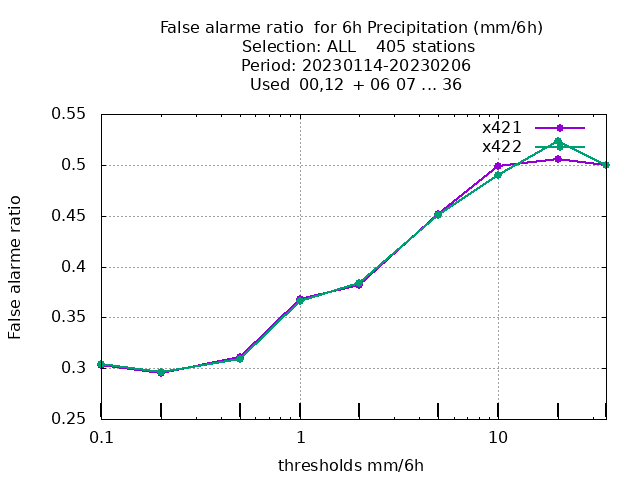 False alarme ratio  for 6h Precipitation (mm/6h)
Selection: ALL    405 stations
Period: 20230114-20230206
Used  00,12  + 06 07 ... 36
x421
x422
0.55
0.5
0.45
0.4
0.35
0.3
0.25
False alarme ratio
0.1 1 10
thresholds mm/6h